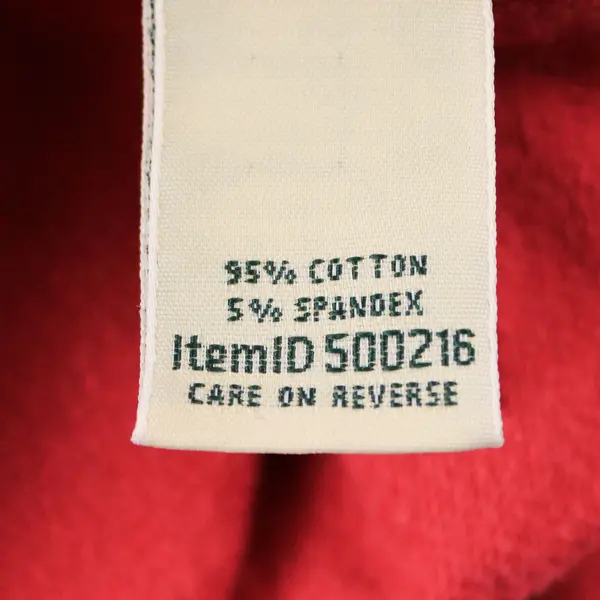 95% COTTON
5% SPANDEX
ItemID 500216
CARE ON REVERSE